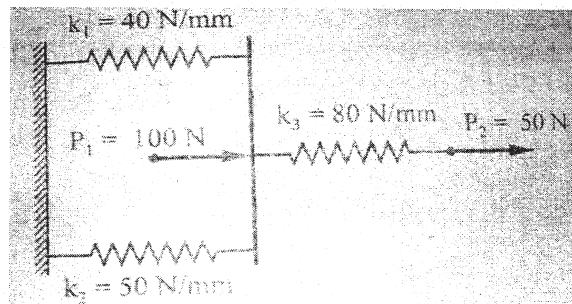 k₁ = 40 N/mm
k₃ = 80 N/mm
P₂ = 50 N
P₁ = 100 N
k₂ = 50 N/mm